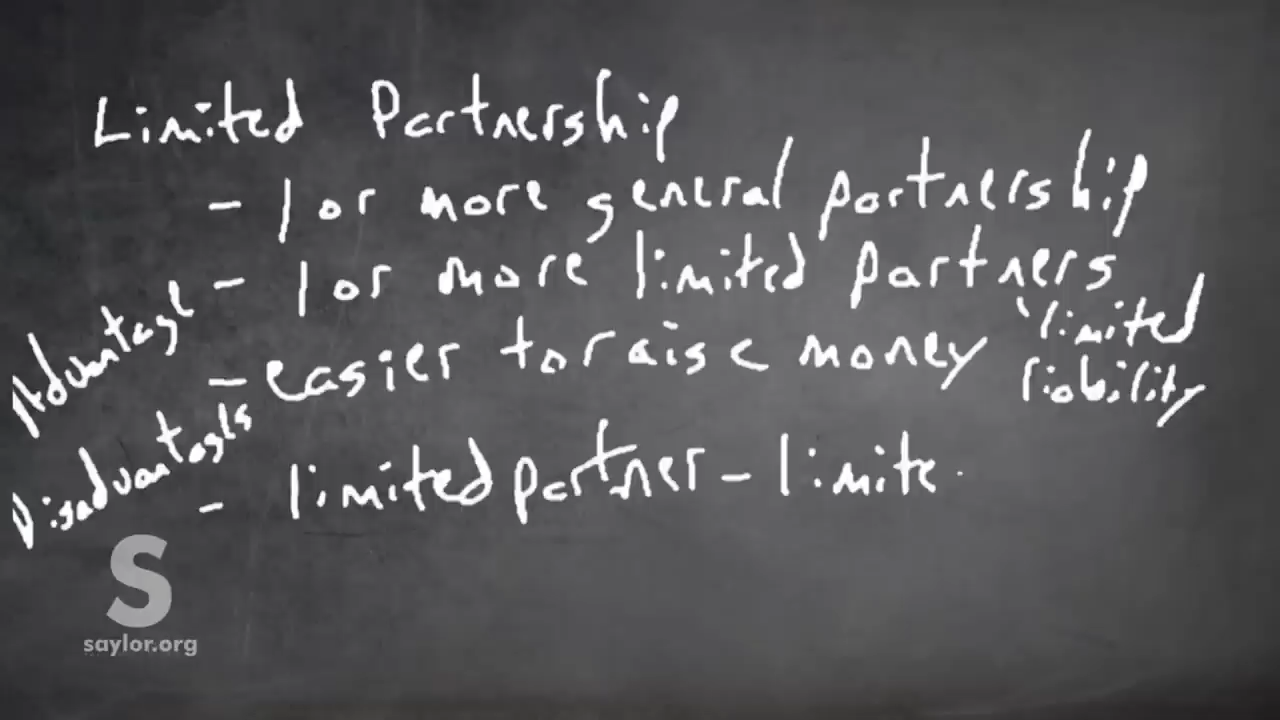 Limited Partnership
- 1 or more general partnership
- 1 or more limited partners
Advantage - easier to raise money
"limited
liability
Disadvantages - limited partner - limite
S
saylor.org